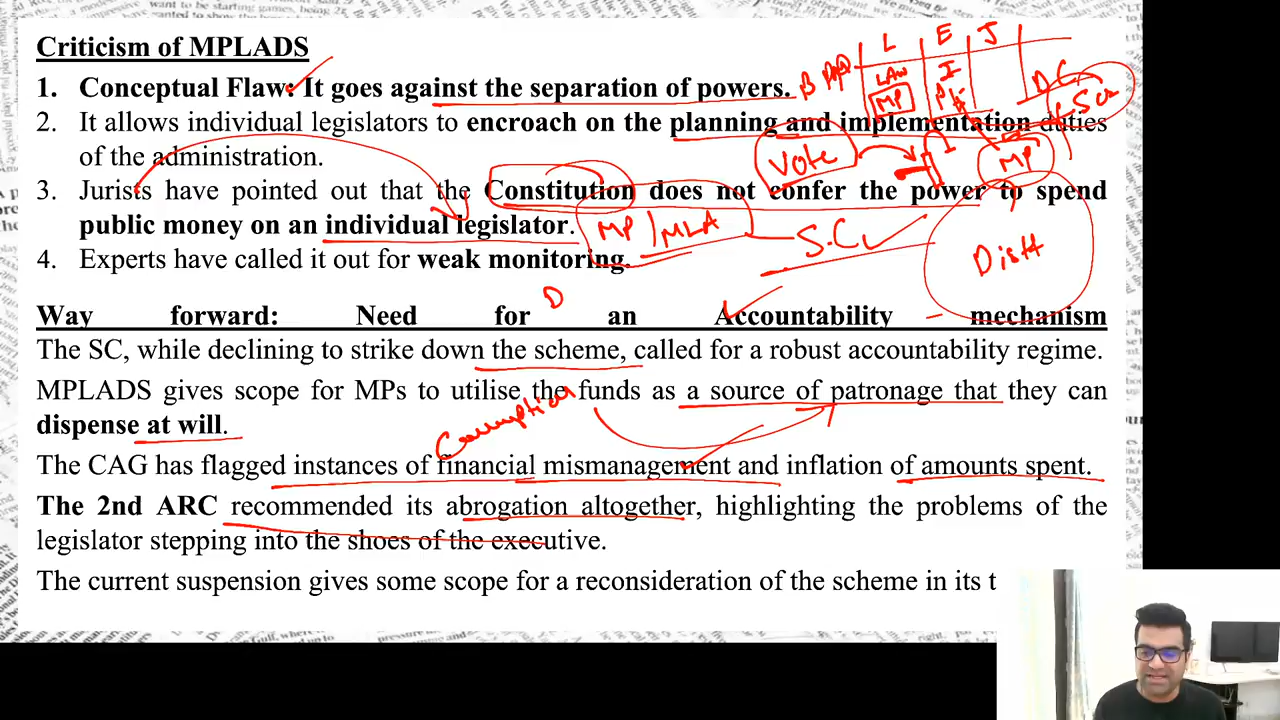 Criticism of MPLADS
1. Conceptual Flaw: It goes against the separation of powers.
2. It allows individual legislators to encroach on the planning and implementation duties
of the administration.
3. Jurists have pointed out that the Constitution does not confer the power to spend
public money on an individual legislator.
4. Experts have called it out for weak monitoring.
Way forward: Need for an Accountability mechanism
The SC, while declining to strike down the scheme, called for a robust accountability regime.
MPLADS gives scope for MPs to utilise the funds as a source of patronage that they can
dispense at will.
The CAG has flagged instances of financial mismanagement and inflation of amounts spent.
The 2nd ARC recommended its abrogation altogether, highlighting the problems of the
legislator stepping into the shoes of the executive.
The current suspension gives some scope for a reconsideration of the scheme in its t
L E J
LAW I
MP P
D C
Vote
MP
MP/MLA
S.C
Distt
D